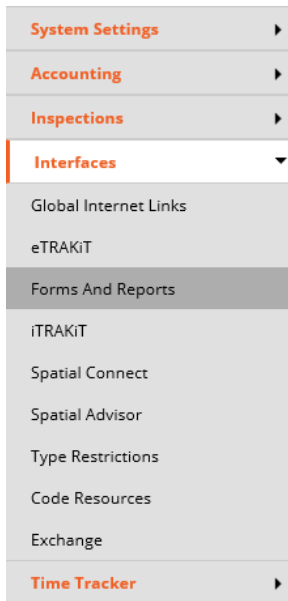 System Settings
Accounting
Inspections
Interfaces
Global Internet Links
eTRAKiT
Forms And Reports
iTRAKiT
Spatial Connect
Spatial Advisor
Type Restrictions
Code Resources
Exchange
Time Tracker